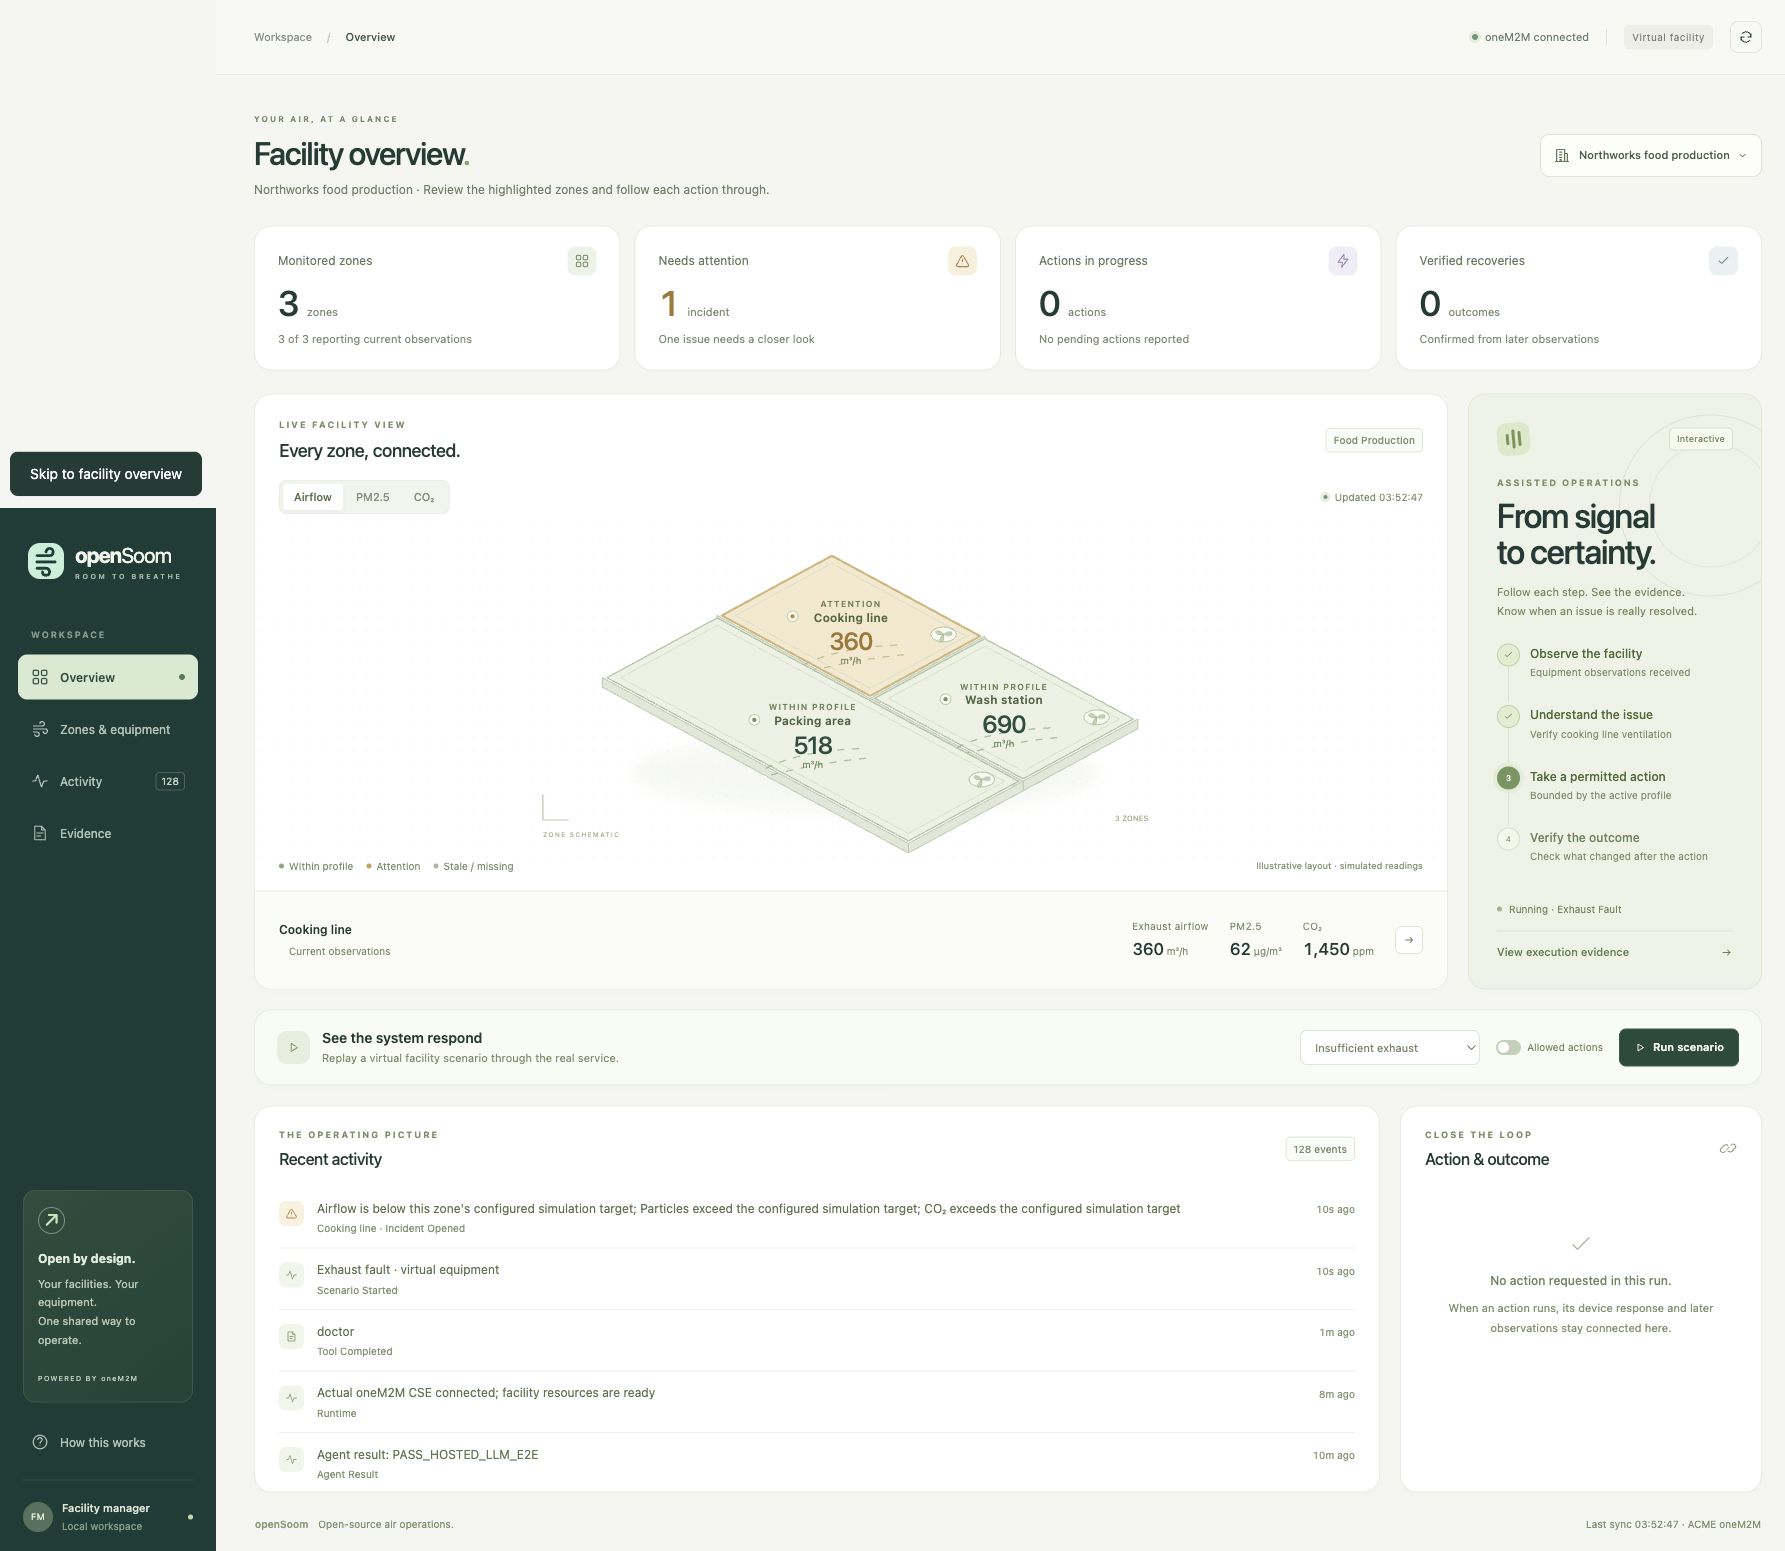 Workspace / Overview
oneM2M connected
Virtual facility
YOUR AIR, AT A GLANCE
Facility overview.
Northworks food production · Review the highlighted zones and follow each action through.
Northworks food production
Monitored zones
3 zones
3 of 3 reporting current observations
Needs attention
1 incident
One issue needs a closer look
Actions in progress
0 actions
No pending actions reported
Verified recoveries
0 outcomes
Confirmed from later observations
Skip to facility overview
openSoom
ROOM TO BREATHE
WORKSPACE
Overview
Zones & equipment
Activity 128
Evidence
Open by design.
Your facilities. Your
equipment.
One shared way to
operate.
POWERED BY oneM2M
How this works
FM
Facility manager
Local workspace
LIVE FACILITY VIEW
Every zone, connected.
Food Production
Airflow PM2.5 CO₂
Updated 03:52:47
ATTENTION
Cooking line
360
m³/h
WITHIN PROFILE
Wash station
690
m³/h
WITHIN PROFILE
Packing area
518
m³/h
ZONE SCHEMATIC
3 ZONES
Within profile Attention Stale / missing
Illustrative layout · simulated readings
Cooking line
Current observations
Exhaust airflow
360 m³/h
PM2.5
62 µg/m³
CO₂
1,450 ppm
Interactive
ASSISTED OPERATIONS
From signal
to certainty.
Follow each step. See the evidence.
Know when an issue is really resolved.
Observe the facility
Equipment observations received
Understand the issue
Verify cooking line ventilation
3 Take a permitted action
Bounded by the active profile
4 Verify the outcome
Check what changed after the action
Running · Exhaust Fault
View execution evidence →
See the system respond
Replay a virtual facility scenario through the real service.
Insufficient exhaust
Allowed actions
Run scenario
THE OPERATING PICTURE
Recent activity
128 events
Airflow is below this zone's configured simulation target; Particles exceed the configured simulation target; CO₂ exceeds the configured simulation target
Cooking line · Incident Opened
10s ago
Exhaust fault · virtual equipment
Scenario Started
10s ago
doctor
Tool Completed
1m ago
Actual oneM2M CSE connected; facility resources are ready
Runtime
8m ago
Agent result: PASS_HOSTED_LLM_E2E
Agent Result
10m ago
CLOSE THE LOOP
Action & outcome
No action requested in this run.
When an action runs, its device response and later
observations stay connected here.
openSoom Open-source air operations.
Last sync 03:52:47 · ACME oneM2M